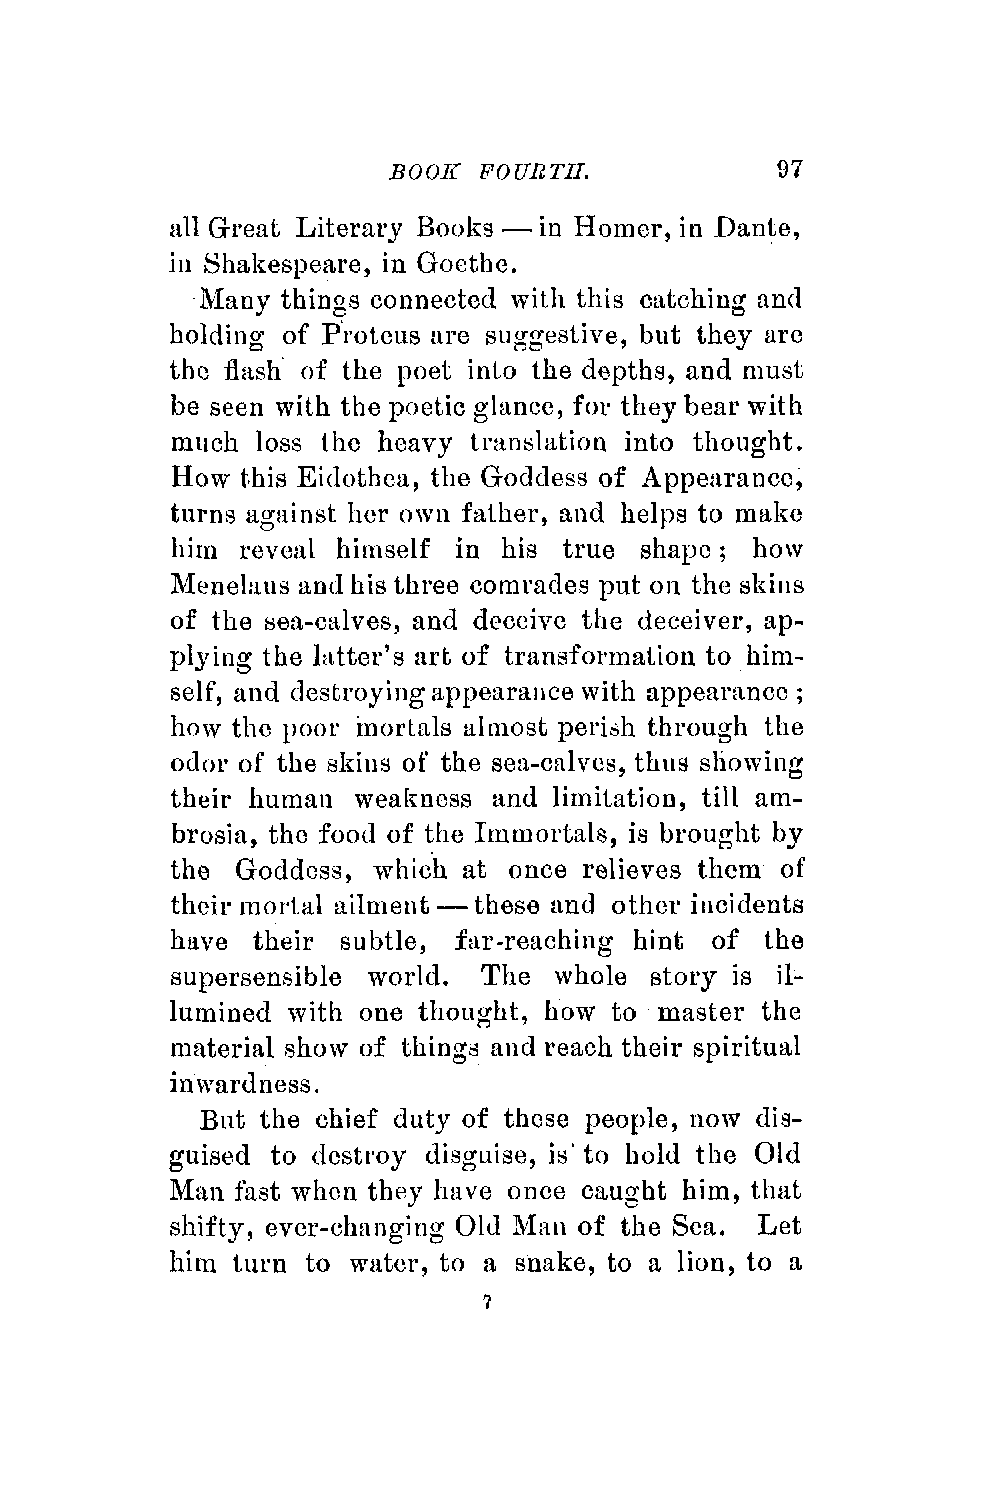 BOOK FOURTH. 97
all Great Literary Books — in Homer, in Dante,
in Shakespeare, in Goethe.
Many things connected with this catching and
holding of Proteus are suggestive, but they are
the flash of the poet into the depths, and must
be seen with the poetic glance, for they bear with
much loss the heavy translation into thought.
How this Eidothea, the Goddess of Appearance,
turns against her own father, and helps to make
him reveal himself in his true shape; how
Menelaus and his three comrades put on the skins
of the sea-calves, and deceive the deceiver, ap-
plying the latter's art of transformation to him-
self, and destroying appearance with appearance;
how the poor mortals almost perish through the
odor of the skins of the sea-calves, thus showing
their human weakness and limitation, till am-
brosia, the food of the Immortals, is brought by
the Goddess, which at once relieves them of
their mortal ailment — these and other incidents
have their subtle, far-reaching hint of the
supersensible world. The whole story is il-
lumined with one thought, how to master the
material show of things and reach their spiritual
inwardness.
But the chief duty of these people, now dis-
guised to destroy disguise, is to hold the Old
Man fast when they have once caught him, that
shifty, ever-changing Old Man of the Sea. Let
him turn to water, to a snake, to a lion, to a
7